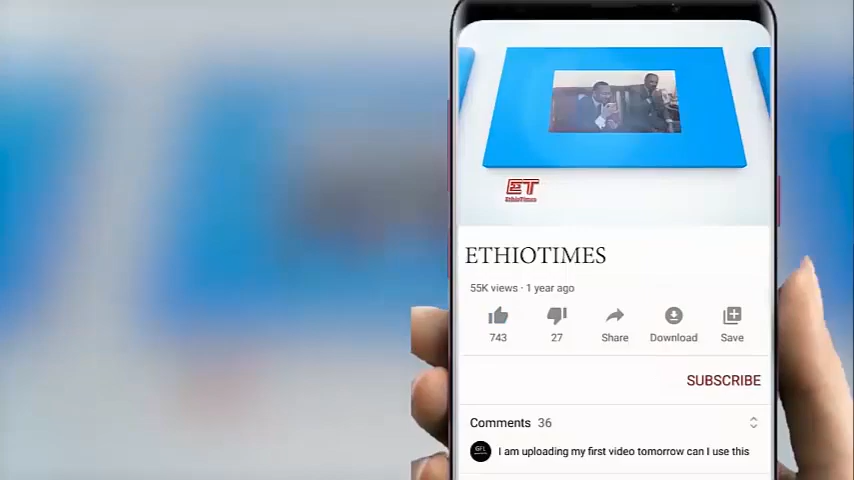 ET
EthioTimes
ETHIOTIMES
55K views · 1 year ago
743
27
Share
Download
Save
SUBSCRIBE
Comments 36
GFL
I am uploading my first video tomorrow can I use this